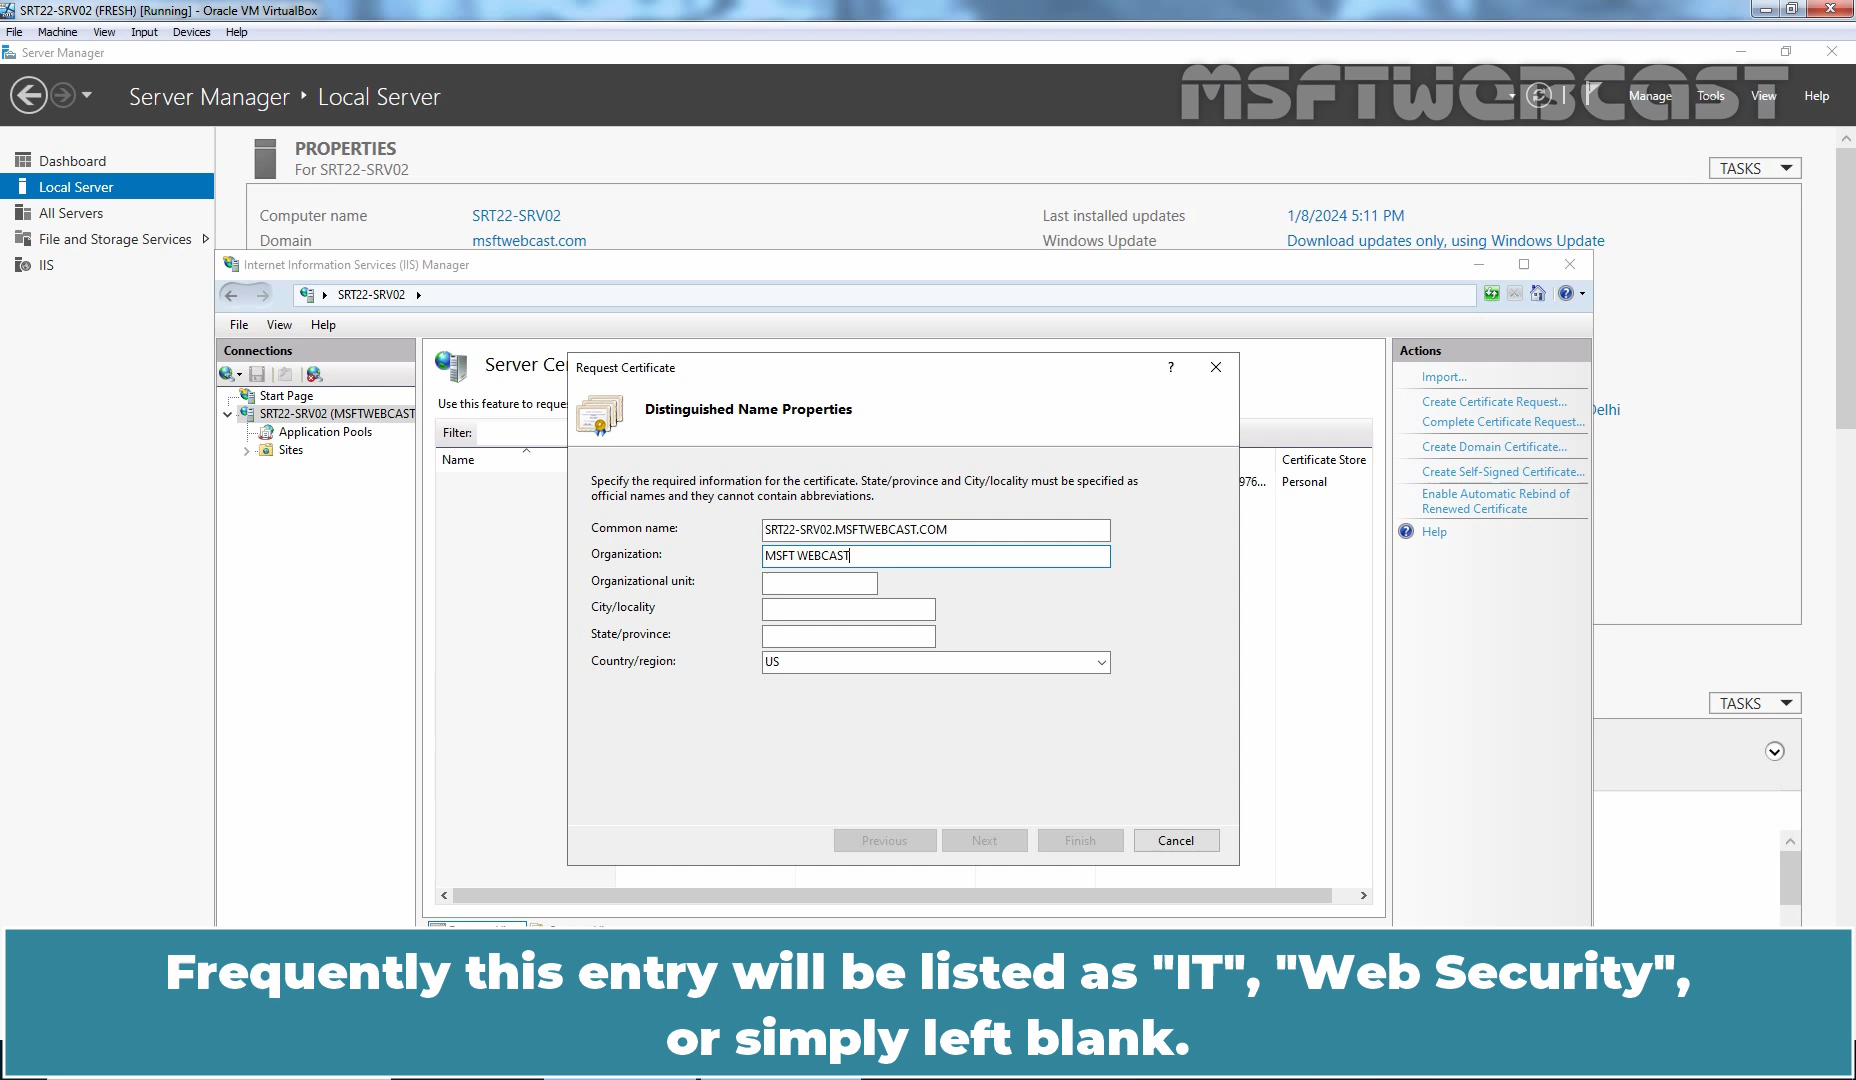 SRT22-SRV02 (FRESH) [Running] - Oracle VM VirtualBox
File Machine View Input Devices Help
Server Manager
Server Manager ‣ Local Server
MSFTWEBCAST
Manage Tools View Help
Dashboard
Local Server
All Servers
File and Storage Services
IIS
PROPERTIES
For SRT22-SRV02
TASKS
Computer name SRT22-SRV02 Last installed updates 1/8/2024 5:11 PM
Domain msftwebcast.com Windows Update Download updates only, using Windows Update
Internet Information Services (IIS) Manager
SRT22-SRV02
File View Help
Connections
Start Page
SRT22-SRV02 (MSFTWEBCAST
Application Pools
Sites
Server Cer
Use this feature to reque
Filter:
Name
Certificate Store
976... Personal
Request Certificate
?
Distinguished Name Properties
Specify the required information for the certificate. State/province and City/locality must be specified as
official names and they cannot contain abbreviations.
Common name: SRT22-SRV02.MSFTWEBCAST.COM
Organization: MSFT WEBCAST
Organizational unit:
City/locality
State/province:
Country/region: US
Previous Next Finish Cancel
Actions
Import...
Create Certificate Request...
Complete Certificate Request...
Create Domain Certificate...
Create Self-Signed Certificate...
Enable Automatic Rebind of
Renewed Certificate
Help
Delhi
TASKS
Frequently this entry will be listed as "IT", "Web Security",
or simply left blank.